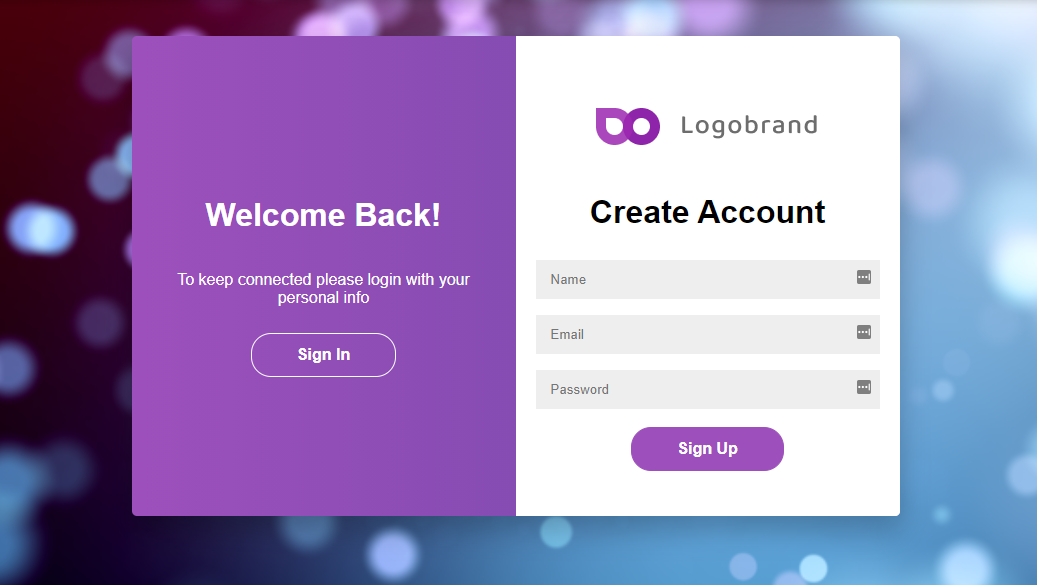 Welcome Back!
To keep connected please login with your
personal info
Sign In
Logobrand
Create Account
Name
Email
Password
Sign Up